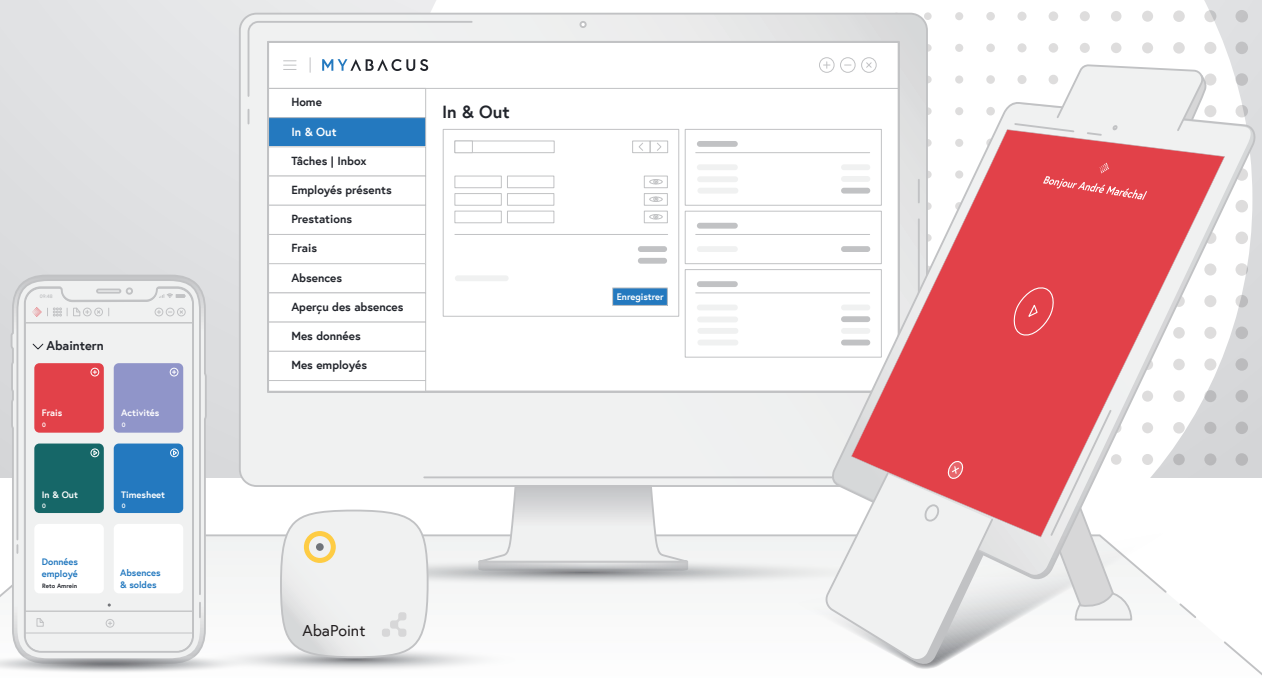 MYABACUS
Home
In & Out
Tâches | Inbox
Employés présents
Prestations
Frais
Absences
Aperçu des absences
Mes données
Mes employés
In & Out
Enregistrer
Bonjour André Maréchal
Abaintern
Frais
0
Activités
0
In & Out
0
Timesheet
0
Données
employé
Reto Amrein
Absences
& soldes
AbaPoint